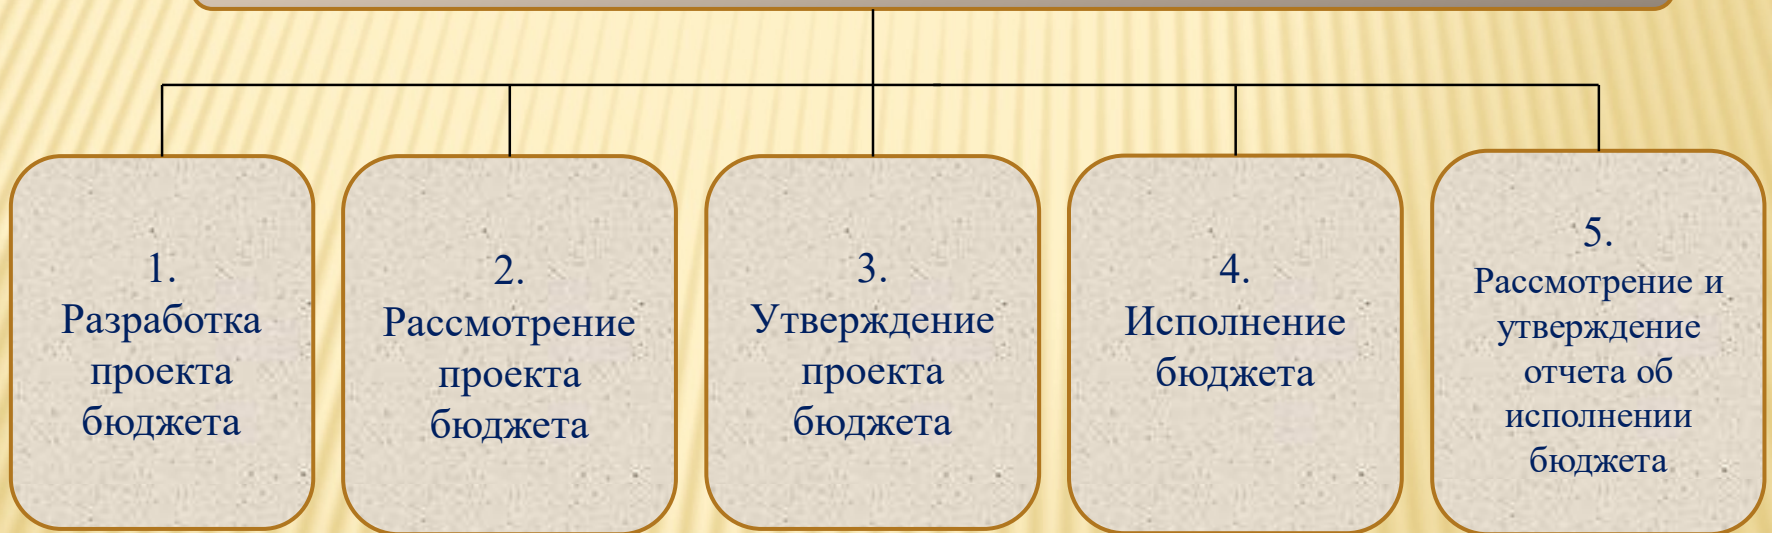 1.
Разработка
проекта
бюджета
2.
Рассмотрение
проекта
бюджета
3.
Утверждение
проекта
бюджета
4.
Исполнение
бюджета
5.
Рассмотрение и
утверждение
отчета об
исполнении
бюджета